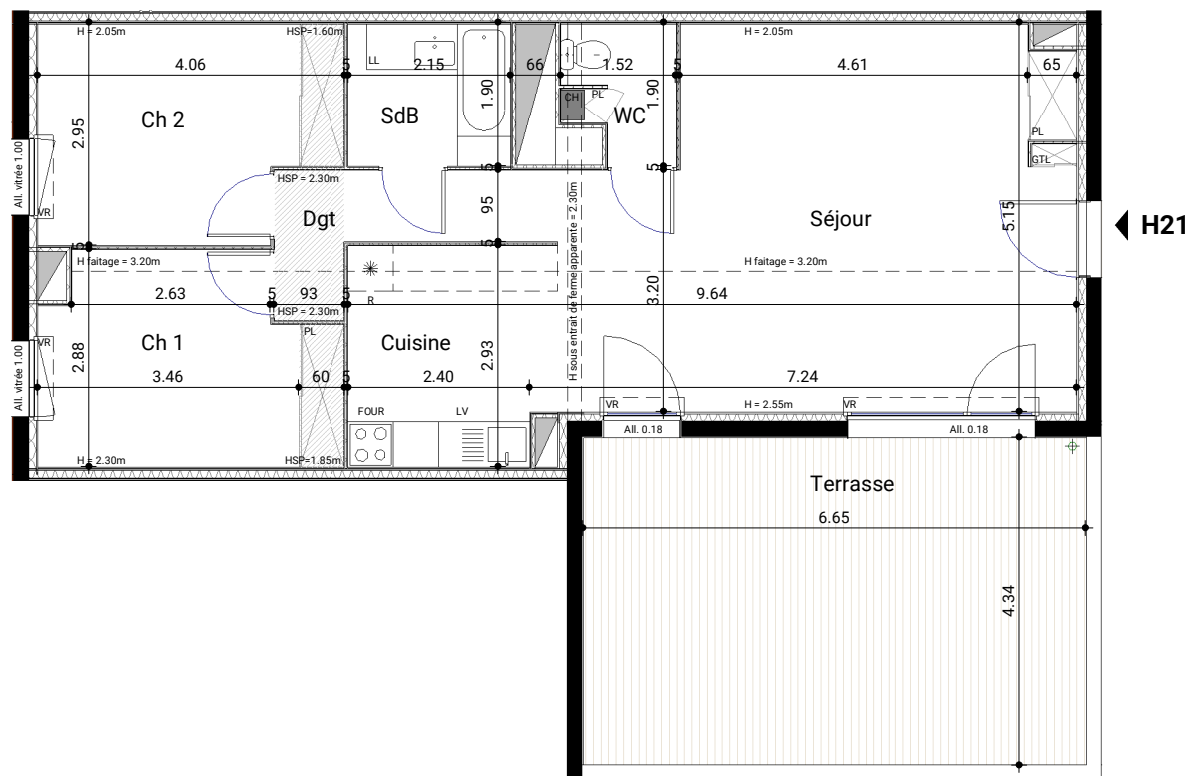 H = 2.05m
HSP=1.60m
H = 2.05m
4.06
5
LL
2.15
66
1.52
5
4.61
65
1.90
CH
PL
1.90
Ch 2
SdB
WC
2.95
PL
GTL
All. vitrée 1.00
VR
5
5
HSP = 2.30m
95
Dgt
Séjour
5.15
H21
5
5
H faitage = 3.20m
H faitage = 3.20m
H sous entrait de ferme apparente = 2.30m
R
2.63
5
93
5
3.20
9.64
HSP = 2.30m
PL
Ch 1
Cuisine
2.88
2.93
All. vitrée 1.00
VR
3.46
60
5
2.40
7.24
FOUR
LV
VR
H = 2.55m
VR
All. 0.18
All. 0.18
H = 2.30m
HSP=1.85m
Terrasse
6.65
4.34